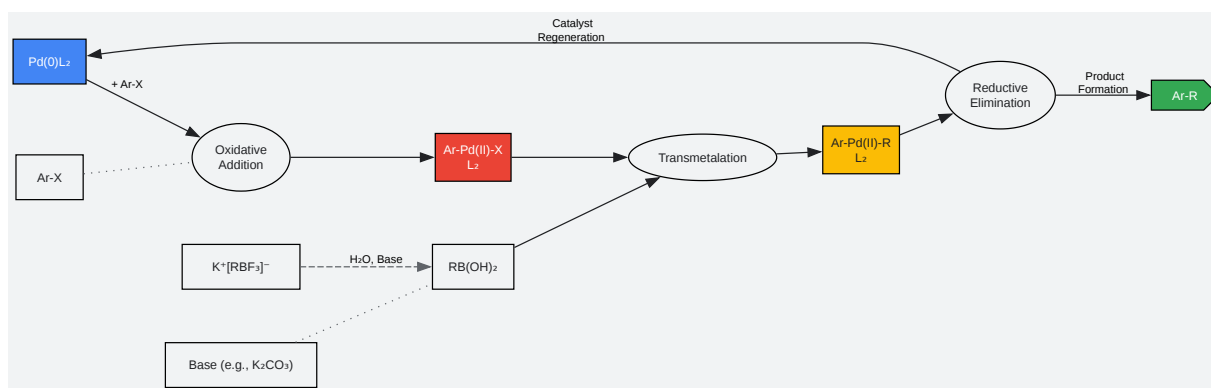 Catalyst
Regeneration
Pd(0)L₂
+ Ar-X
Reductive
Elimination
Product
Formation
Ar-R
Oxidative
Addition
Ar-Pd(II)-X
L₂
Transmetalation
Ar-Pd(II)-R
L₂
Ar-X
K⁺[RBF₃]⁻
H₂O, Base
RB(OH)₂
Base (e.g., K₂CO₃)